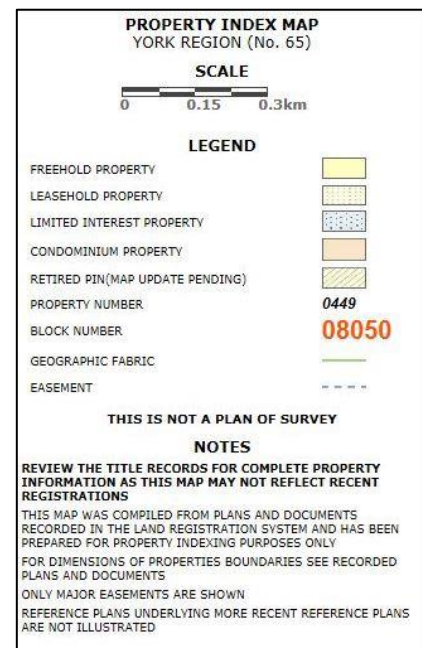 PROPERTY INDEX MAP
YORK REGION (No. 65)
SCALE
0 0.15 0.3km
LEGEND
FREEHOLD PROPERTY
LEASEHOLD PROPERTY
LIMITED INTEREST PROPERTY
CONDOMINIUM PROPERTY
RETIRED PIN(MAP UPDATE PENDING)
PROPERTY NUMBER 0449
BLOCK NUMBER 08050
GEOGRAPHIC FABRIC
EASEMENT
THIS IS NOT A PLAN OF SURVEY
NOTES
REVIEW THE TITLE RECORDS FOR COMPLETE PROPERTY
INFORMATION AS THIS MAP MAY NOT REFLECT RECENT
REGISTRATIONS
THIS MAP WAS COMPILED FROM PLANS AND DOCUMENTS
RECORDED IN THE LAND REGISTRATION SYSTEM AND HAS BEEN
PREPARED FOR PROPERTY INDEXING PURPOSES ONLY
FOR DIMENSIONS OF PROPERTIES BOUNDARIES SEE RECORDED
PLANS AND DOCUMENTS
ONLY MAJOR EASEMENTS ARE SHOWN
REFERENCE PLANS UNDERLYING MORE RECENT REFERENCE PLANS
ARE NOT ILLUSTRATED